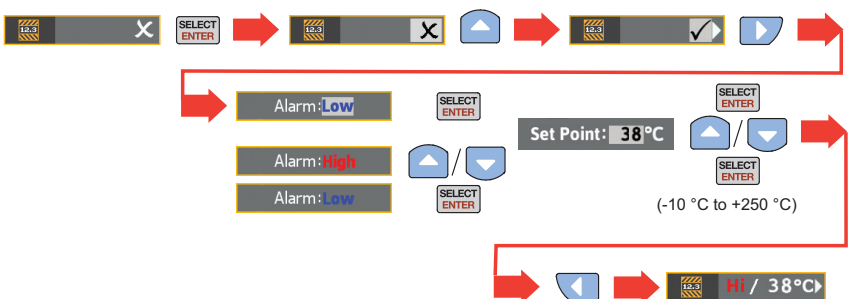 12.3
SELECT
ENTER
12.3
12.3
Alarm:Low
SELECT
ENTER
Alarm:High
Alarm:Low
SELECT
ENTER
Set Point: 38°C
SELECT
ENTER
/
/
SELECT
ENTER
(-10 °C to +250 °C)
12.3 Hi / 38°C